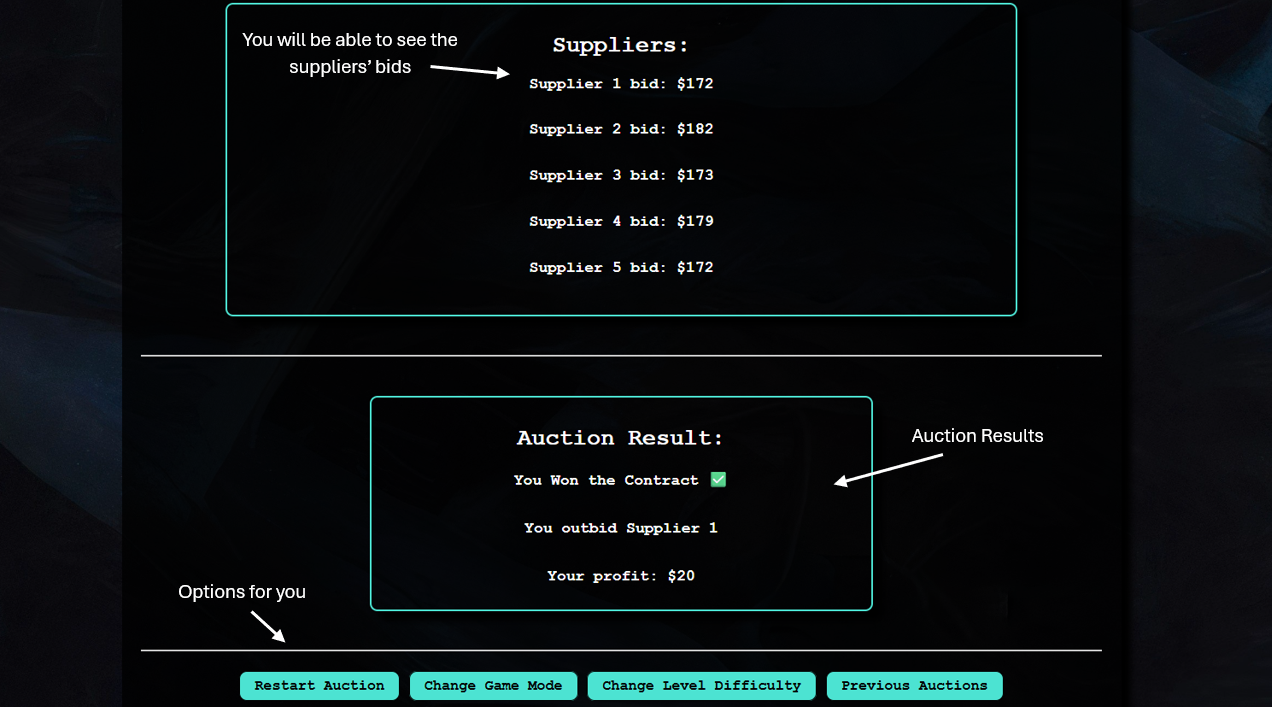 You will be able to see the
suppliers’ bids
Suppliers:
Supplier 1 bid: $172
Supplier 2 bid: $182
Supplier 3 bid: $173
Supplier 4 bid: $179
Supplier 5 bid: $172
Auction Result:
You Won the Contract ✅
You outbid Supplier 1
Your profit: $20
Auction Results
Options for you
Restart Auction
Change Game Mode
Change Level Difficulty
Previous Auctions